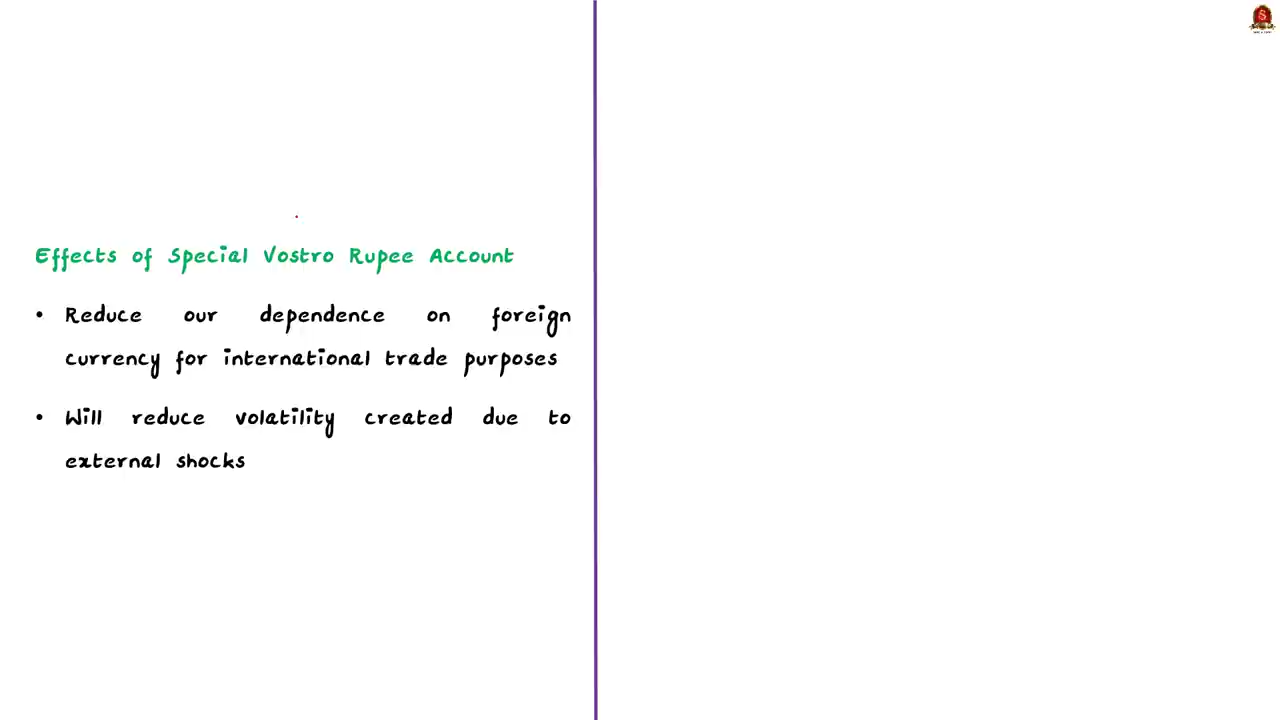 Effects of Special Vostro Rupee Account
• Reduce our dependence on foreign
currency for international trade purposes
• Will reduce volatility created due to
external shocks